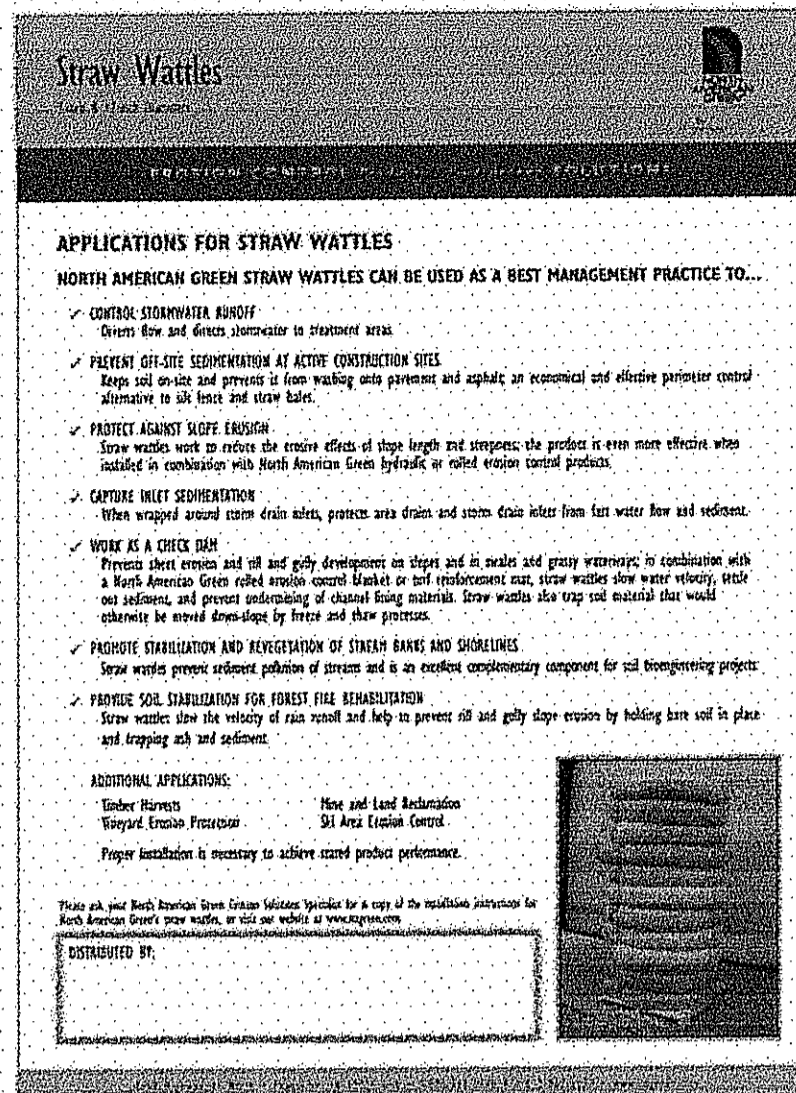 Straw Wattles
NORTH
AMERICAN
GREEN
APPLICATIONS FOR STRAW WATTLES
NORTH AMERICAN GREEN STRAW WATTLES CAN BE USED AS A BEST MANAGEMENT PRACTICE TO...
✓ CONTROL STORMWATER RUNOFF
Diverts flow and directs stormwater to treatment areas.
✓ PREVENT OFF-SITE SEDIMENTATION AT ACTIVE CONSTRUCTION SITES
Keeps soil on-site and prevents it from washing onto pavement and asphalt; an economical and effective perimeter control
alternative to silt fence and straw bales.
✓ PROTECT AGAINST SLOPE EROSION
Straw wattles work to reduce the erosive effects of slope length and steepness; the product is even more effective when
installed in combination with North American Green hydraulic or rolled erosion control products.
✓ CAPTURE INLET SEDIMENTATION
When wrapped around storm drain inlets, protects area drains and storm drain inlets from fast water flow and sediment.
✓ WORK AS A CHECK DAM
Prevents sheet erosion and rill and gully development on slopes and in swales and grassy waterways; in combination with
a North American Green rolled erosion control blanket or turf reinforcement mat, straw wattles slow water velocity, settle
out sediment, and prevent undermining of channel lining materials. Straw wattles also trap soil material that would
otherwise be moved down-slope by freeze and thaw processes.
✓ PROMOTE STABILIZATION AND REVEGETATION OF STREAM BANKS AND SHORELINES
Straw wattles prevent sediment pollution of streams and is an excellent complementary component for soil bioengineering projects.
✓ PROVIDE SOIL STABILIZATION FOR FOREST FIRE REHABILITATION
Straw wattles slow the velocity of rain runoff and help to prevent rill and gully slope erosion by holding bare soil in place
and trapping ash and sediment.
ADDITIONAL APPLICATIONS:
Timber Harvests Mine and Land Reclamation
Vineyard Erosion Protection Ski Area Erosion Control
Proper installation is necessary to achieve stated product performance.
Please ask your North American Green Erosion Solutions Specialist for a copy of the installation instructions for
North American Green's straw wattles, or visit our website at www.nagreen.com
DISTRIBUTED BY: